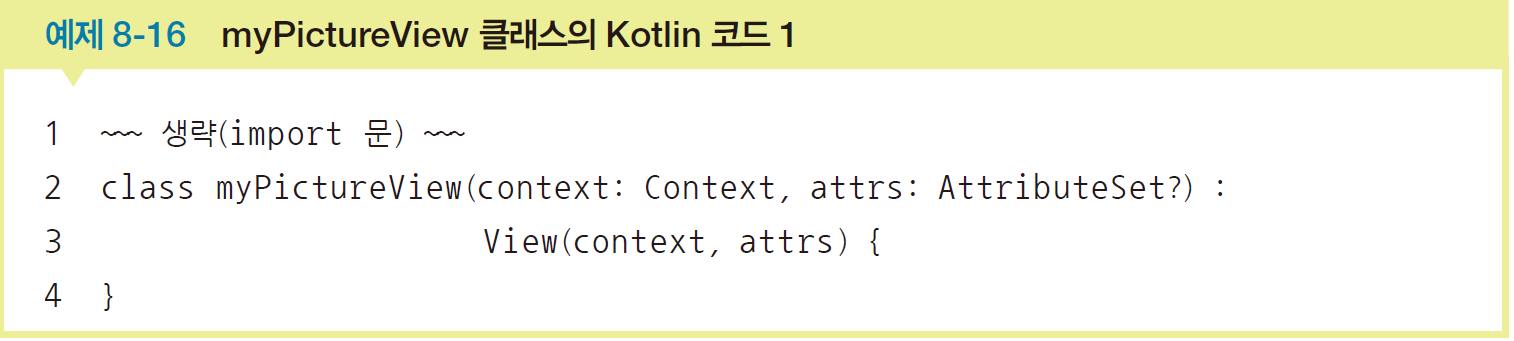 예제 8-16 myPictureView 클래스의 Kotlin 코드 1
1 ~~~ 생략(import 문) ~~~
2 class myPictureView(context: Context, attrs: AttributeSet?) :
3 View(context, attrs) {
4 }